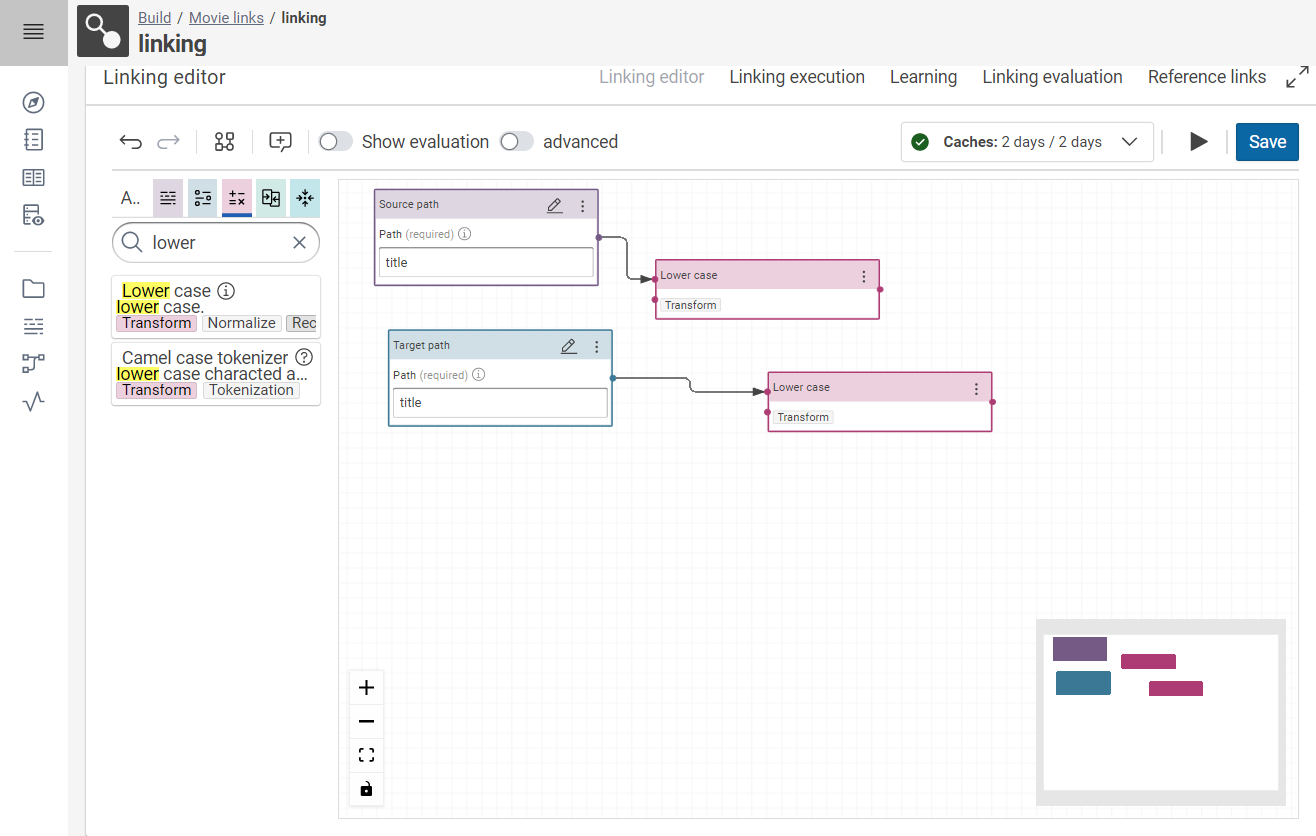 Build / Movie links / linking
linking
Linking editor
Linking editor Linking execution Learning Linking evaluation Reference links
Show evaluation advanced Caches: 2 days / 2 days Save
A..
lower
Lower case
lower case.
Transform Normalize Rec
Camel case tokenizer
lower case characted a...
Transform Tokenization
Source path
Path (required)
title
Lower case
Transform
Target path
Path (required)
title
Lower case
Transform